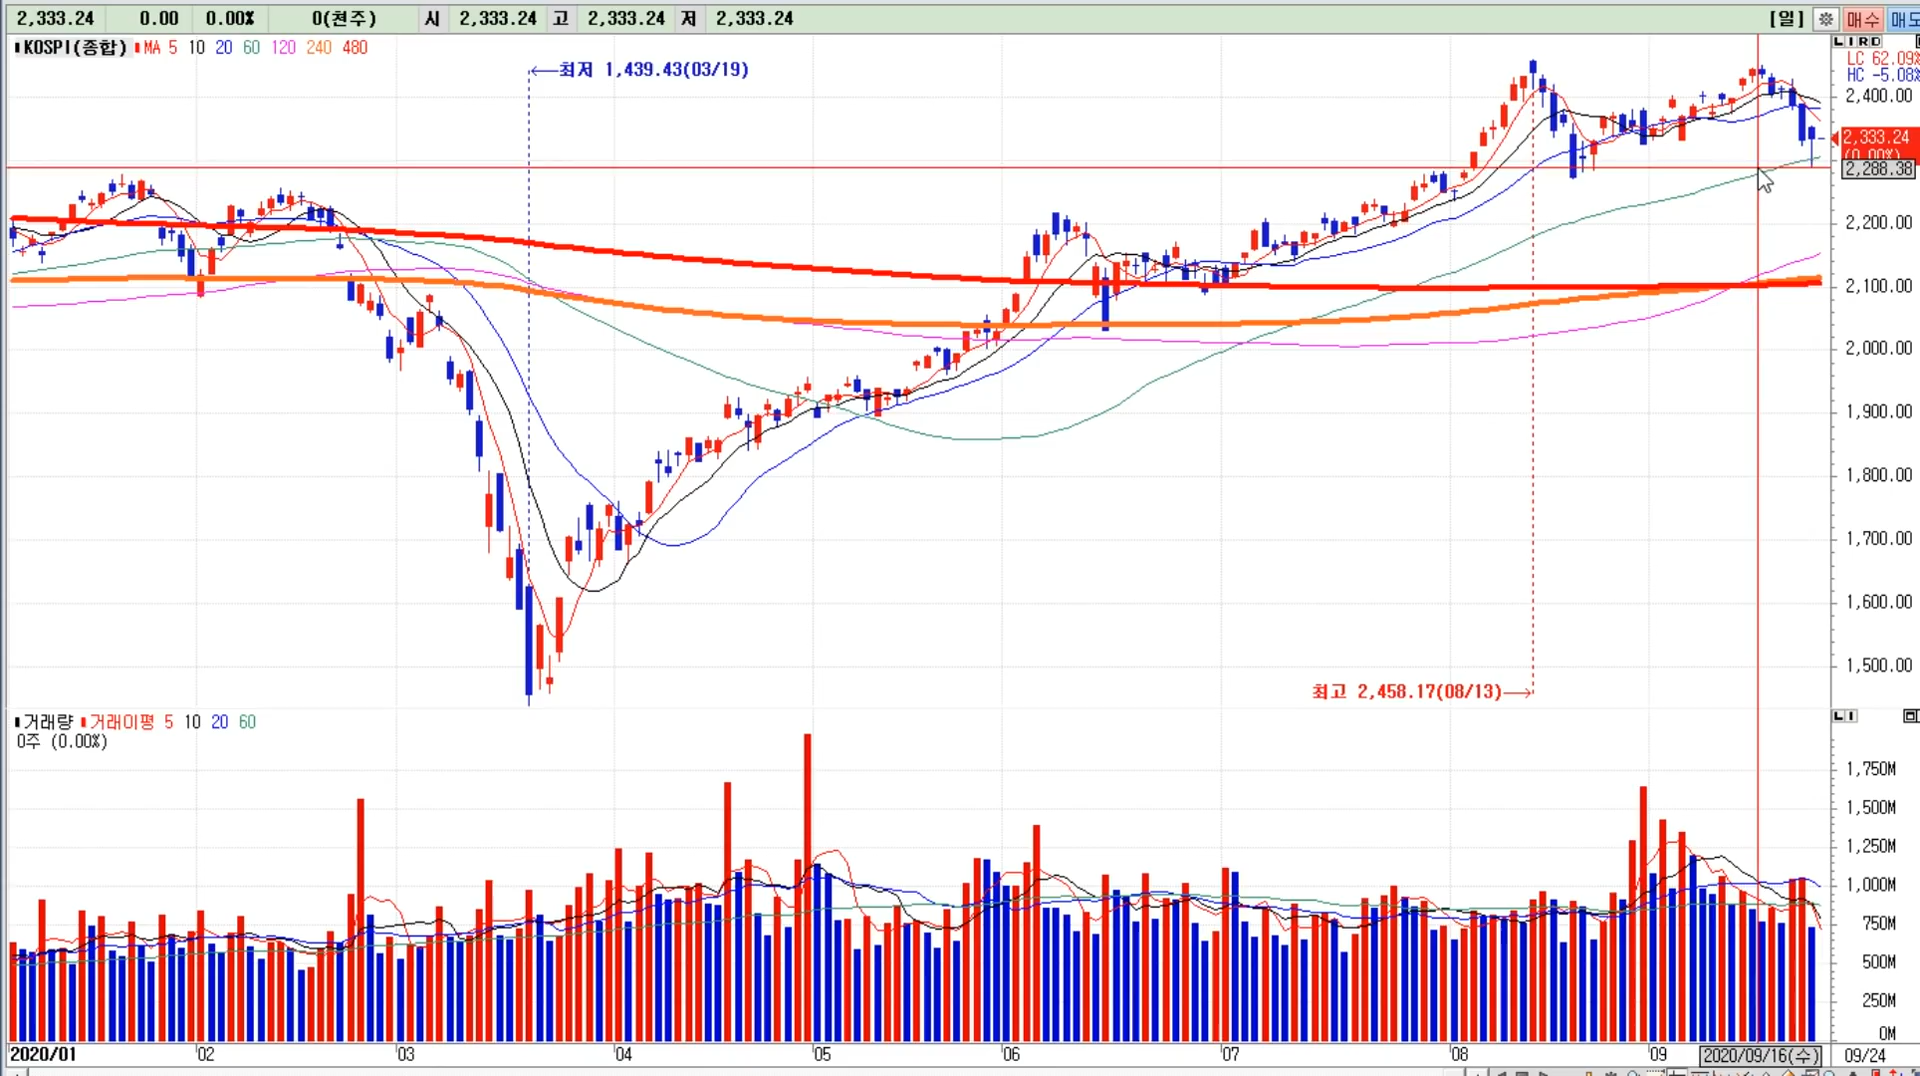 2,333.24 0.00 0.00% 0(천주) 시 2,333.24 고 2,333.24 저 2,333.24 [일] 매수 매도
KOSPI(종합) MA 5 10 20 60 120 240 480
L I R D
LC 62.09%
HC -5.08%
←최저 1,439.43(03/19)
2,400.00
2,333.24
(0.00%)
2,288.38
2,200.00
2,100.00
2,000.00
1,900.00
1,800.00
1,700.00
1,600.00
1,500.00
최고 2,458.17(08/13)→
거래량 거래이평 5 10 20 60
L I
0주 (0.00%)
1,750M
1,500M
1,250M
1,000M
750M
500M
250M
0M
2020/01 02 03 04 05 06 07 08 09 2020/09/16(수) 09/24